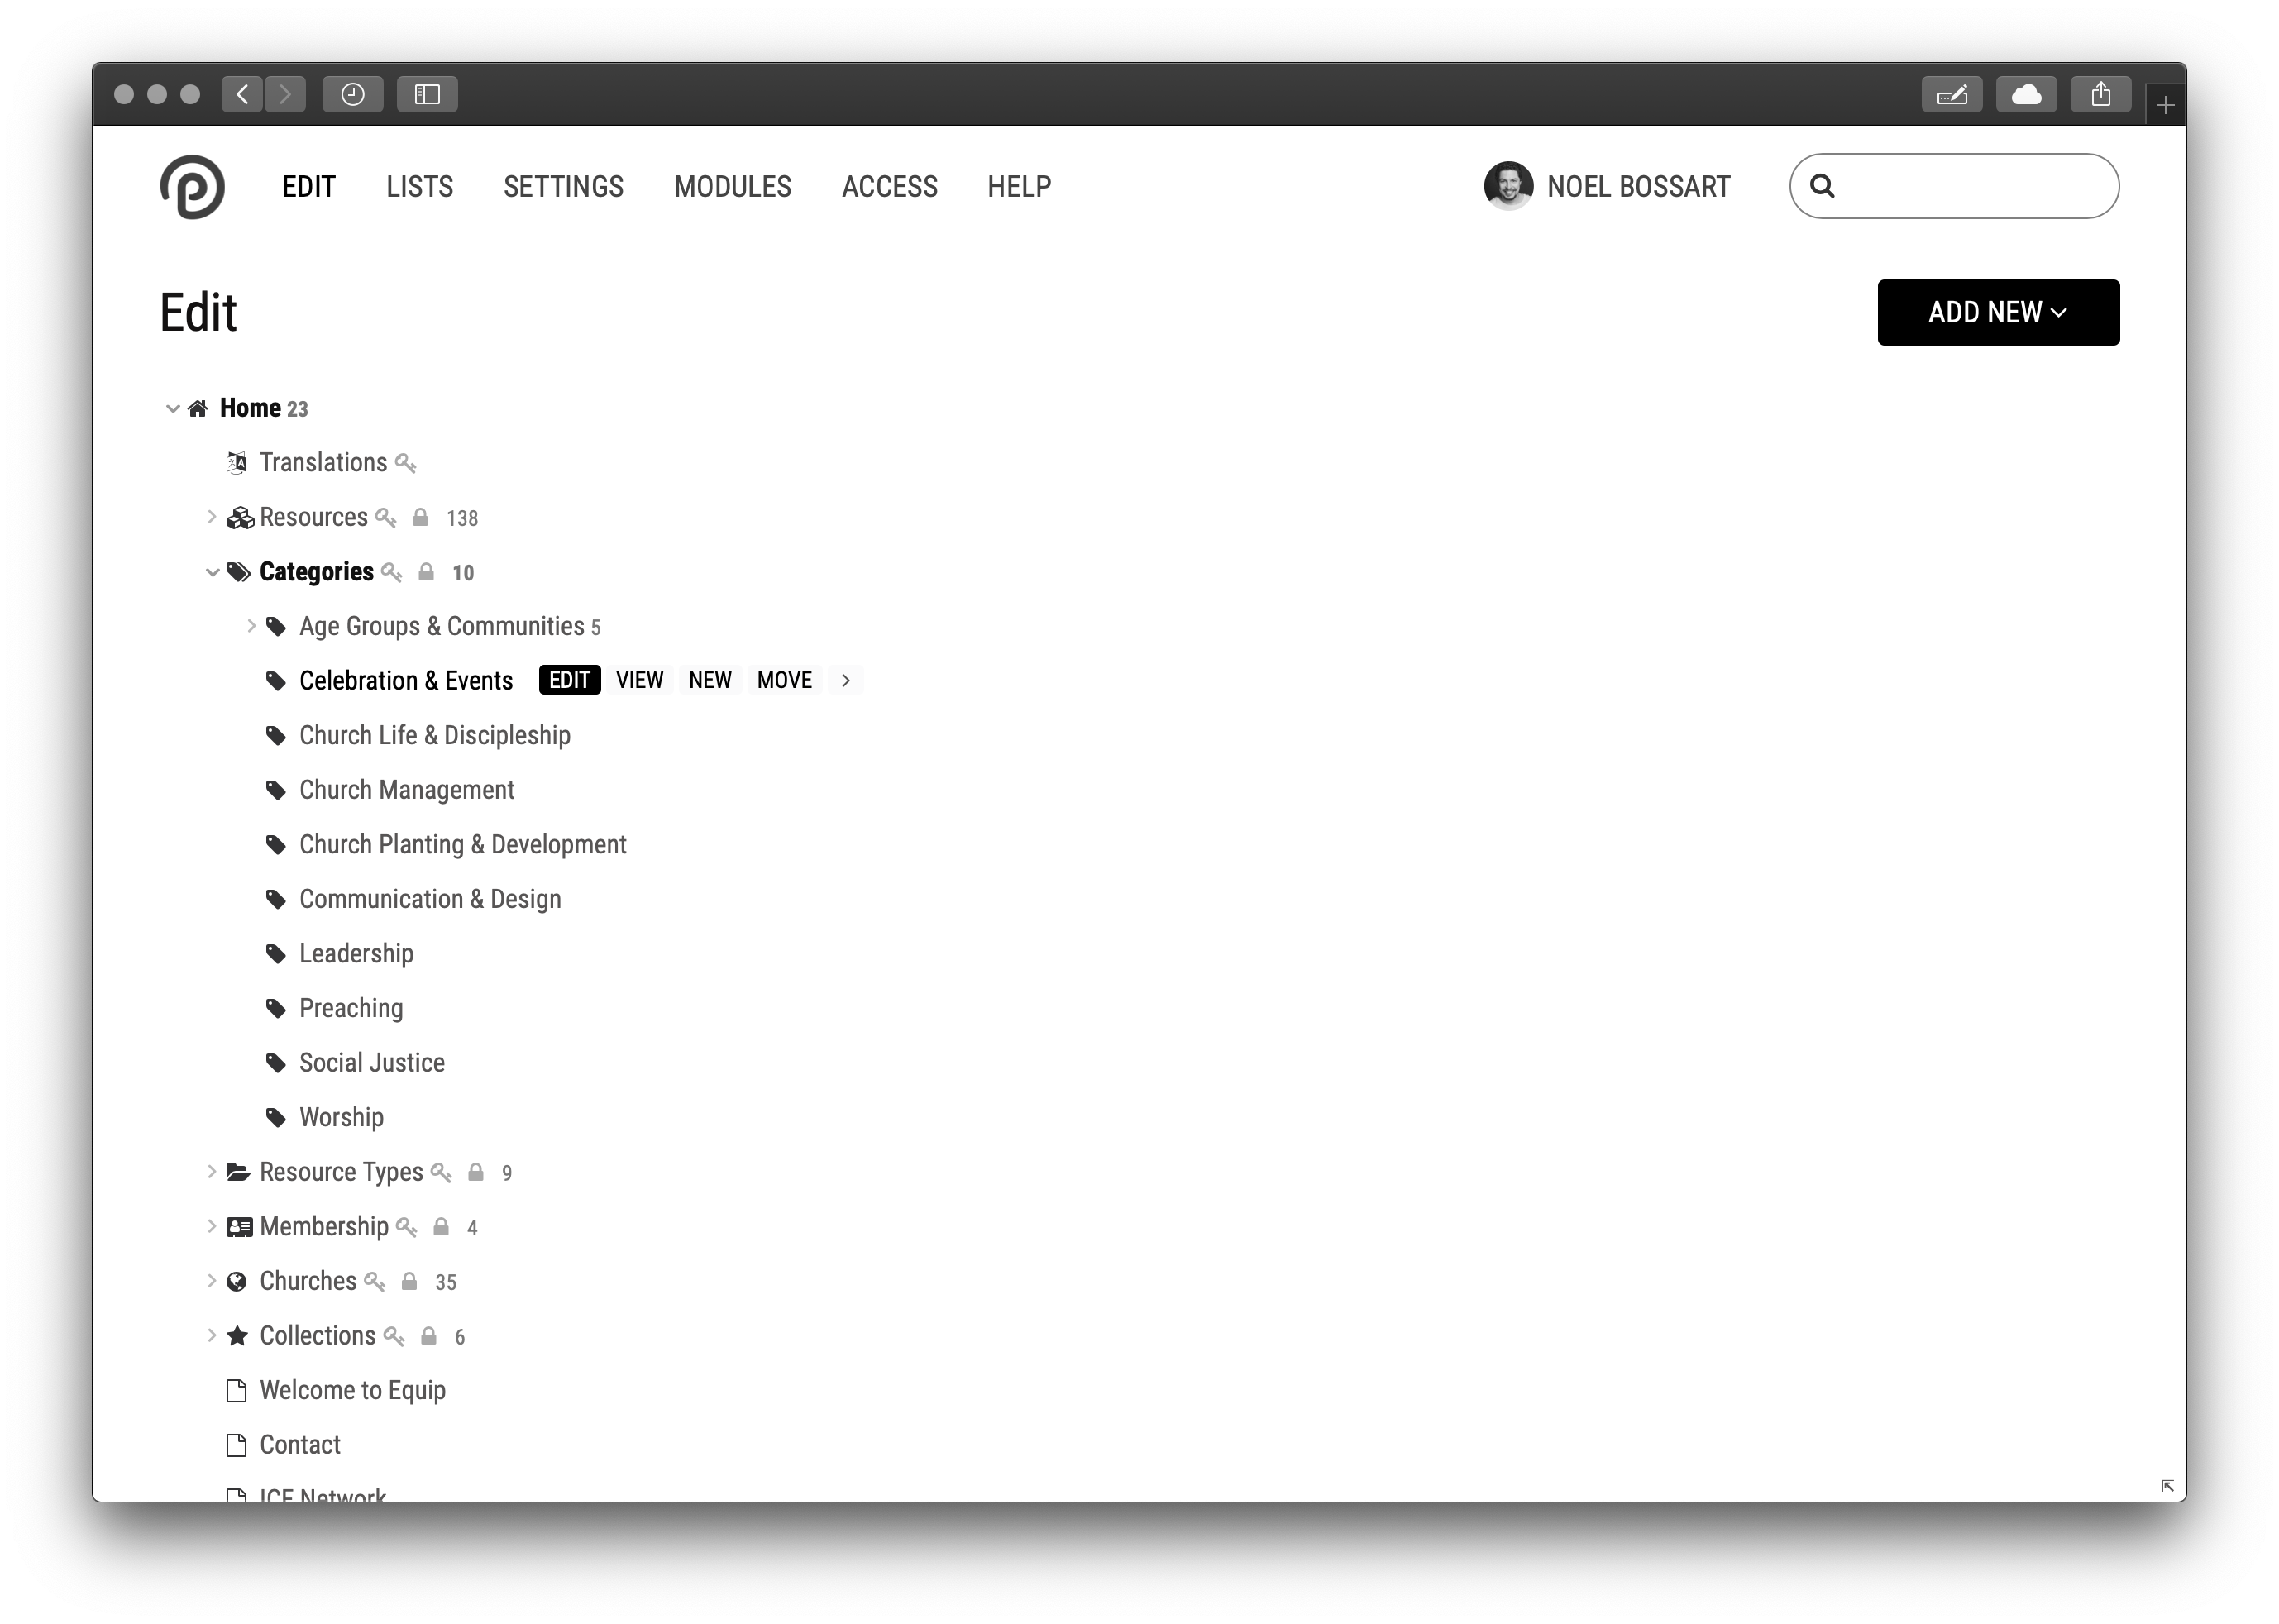 EDIT LISTS SETTINGS MODULES ACCESS HELP NOEL BOSSART
Edit
ADD NEW
Home 23
Translations
Resources 138
Categories 10
Age Groups & Communities 5
Celebration & Events EDIT VIEW NEW MOVE
Church Life & Discipleship
Church Management
Church Planting & Development
Communication & Design
Leadership
Preaching
Social Justice
Worship
Resource Types 9
Membership 4
Churches 35
Collections 6
Welcome to Equip
Contact
ICF Network